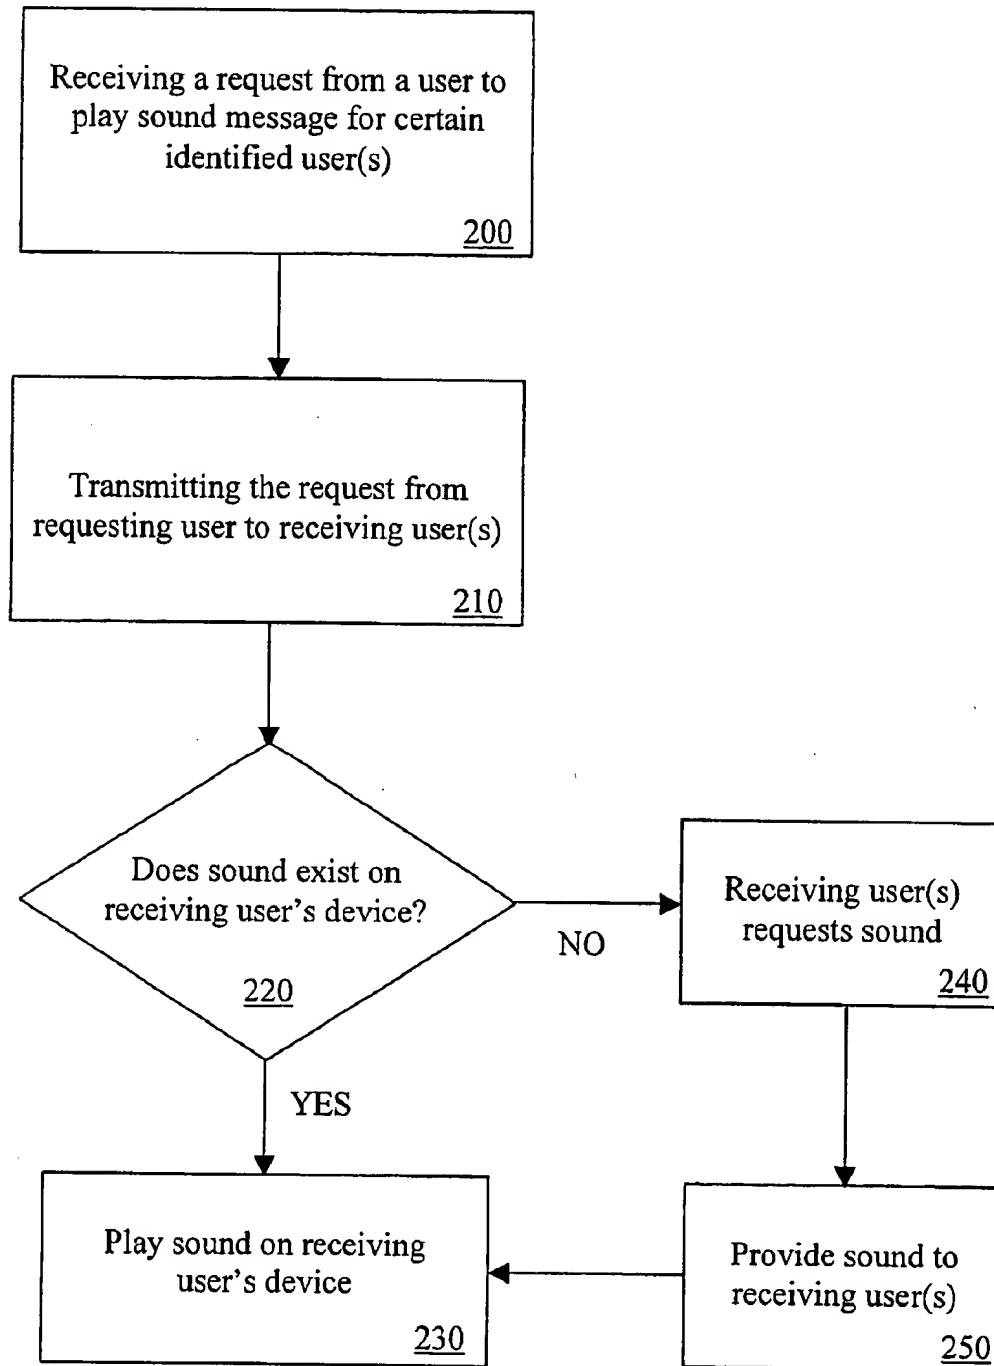 Receiving a request from a user to
play sound message for certain
identified user(s)
200
Transmitting the request from
requesting user to receiving user(s)
210
Does sound exist on
receiving user's device?
220
NO
Receiving user(s)
requests sound
240
YES
Play sound on receiving
user's device
230
Provide sound to
receiving user(s)
250